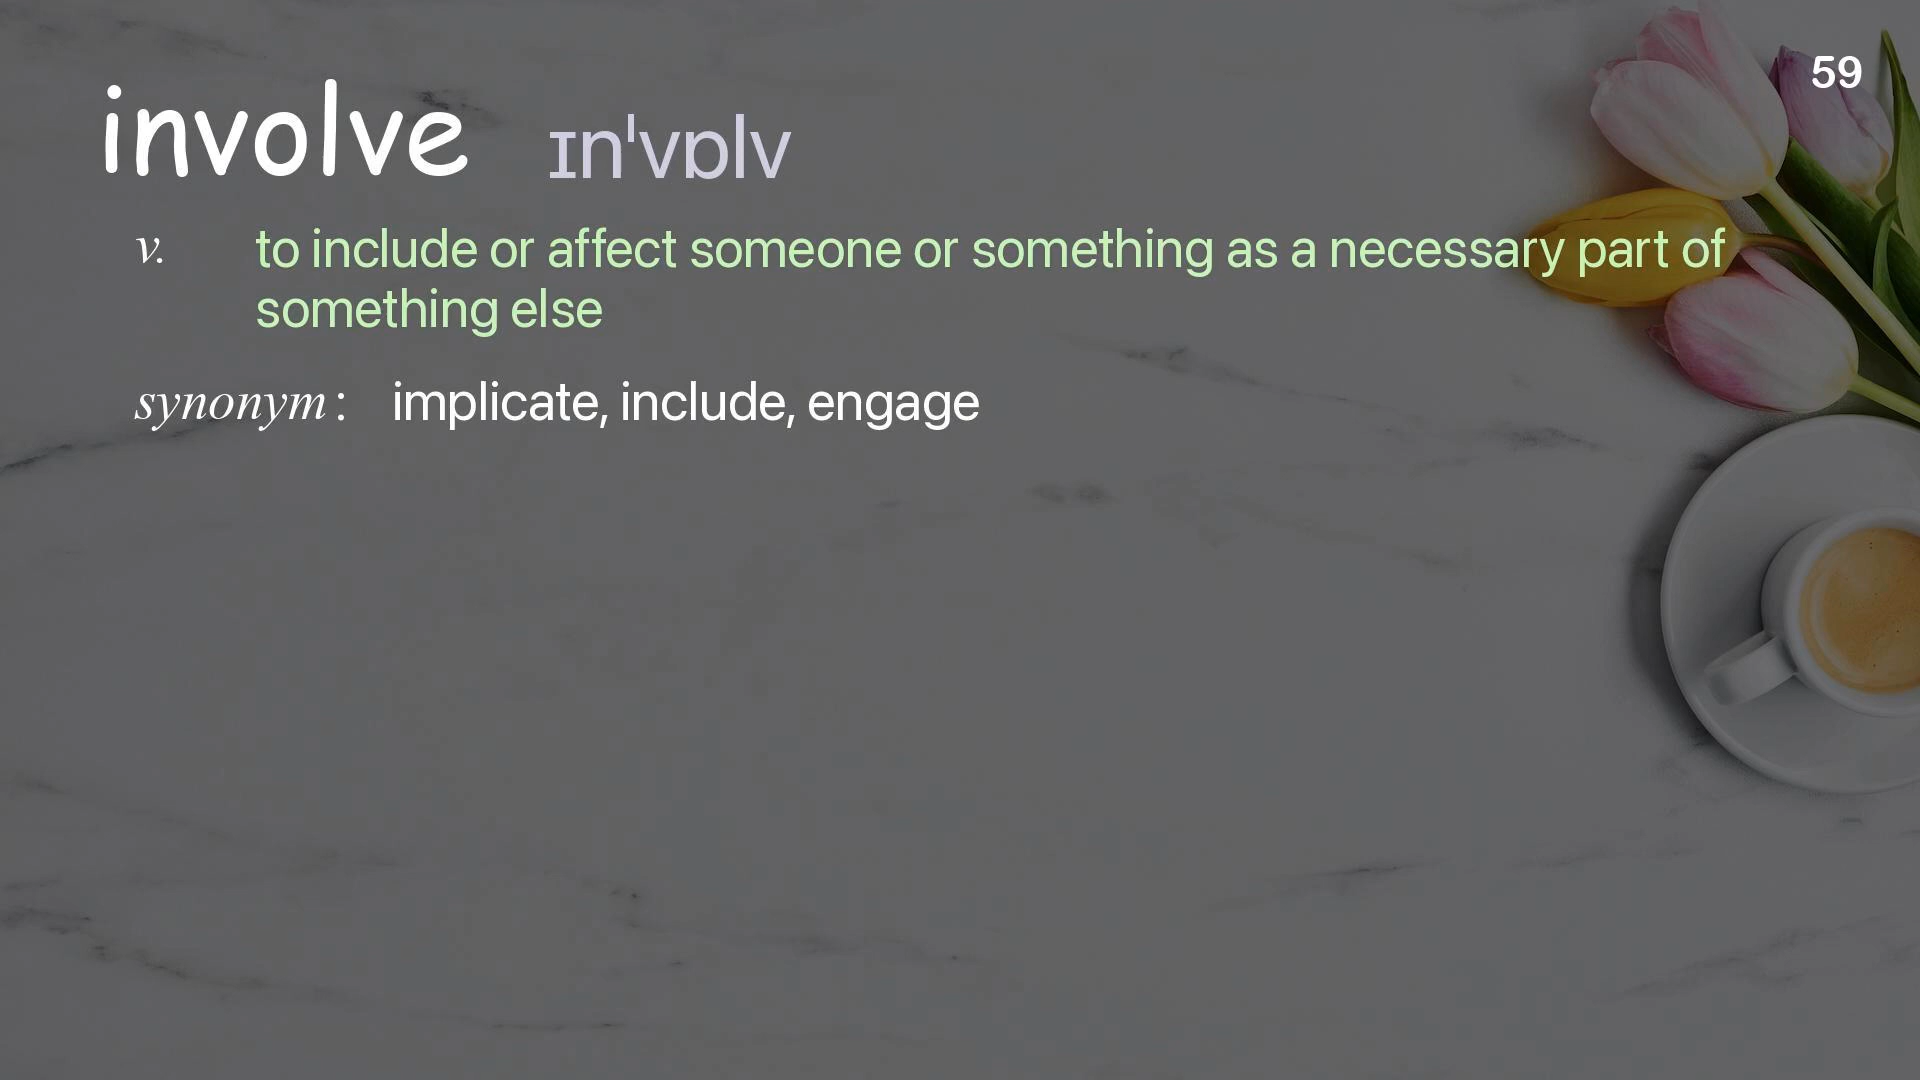 59
involve ɪnˈvɒlv
v. to include or affect someone or something as a necessary part of
something else
synonym : implicate, include, engage